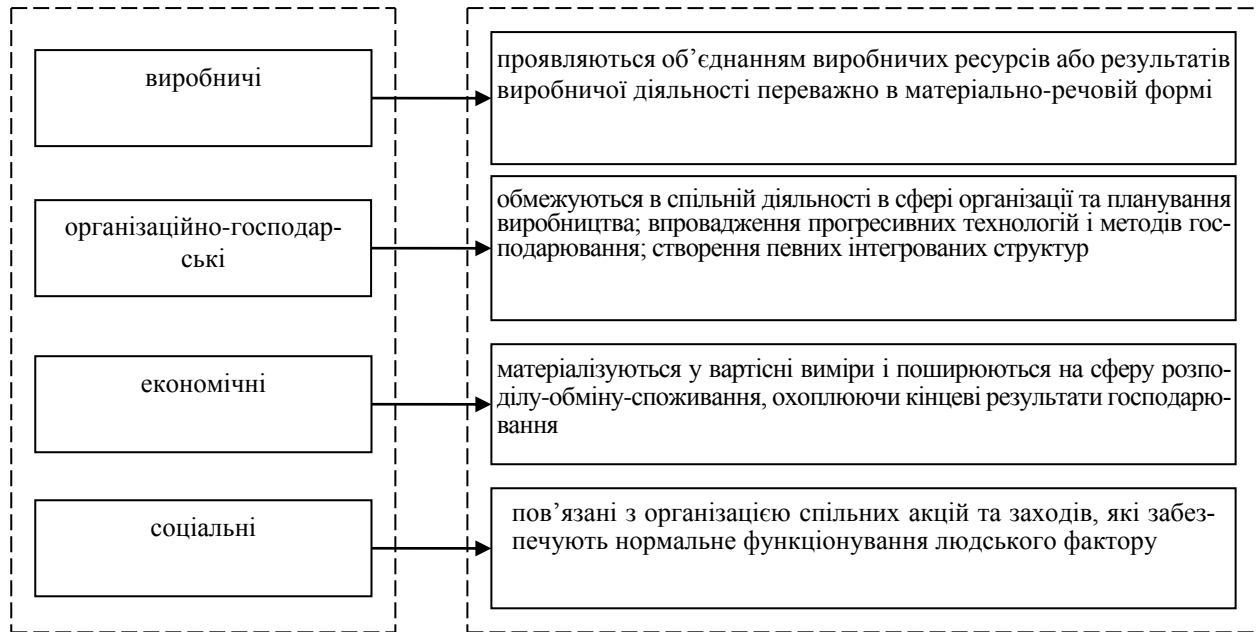 виробничі
проявляються об’єднанням виробничих ресурсів або результатів
виробничої діяльності переважно в матеріально-речовій формі
організаційно-господар-
ські
обмежуються в спільній діяльності в сфері організації та планування
виробництва; впровадження прогресивних технологій і методів гос-
подарювання; створення певних інтегрованих структур
економічні
матеріалізуються у вартісні виміри і поширюються на сферу розпо-
ділу-обміну-споживання, охоплюючи кінцеві результати господарю-
вання
соціальні
пов’язані з організацією спільних акцій та заходів, які забез-
печують нормальне функціонування людського фактору